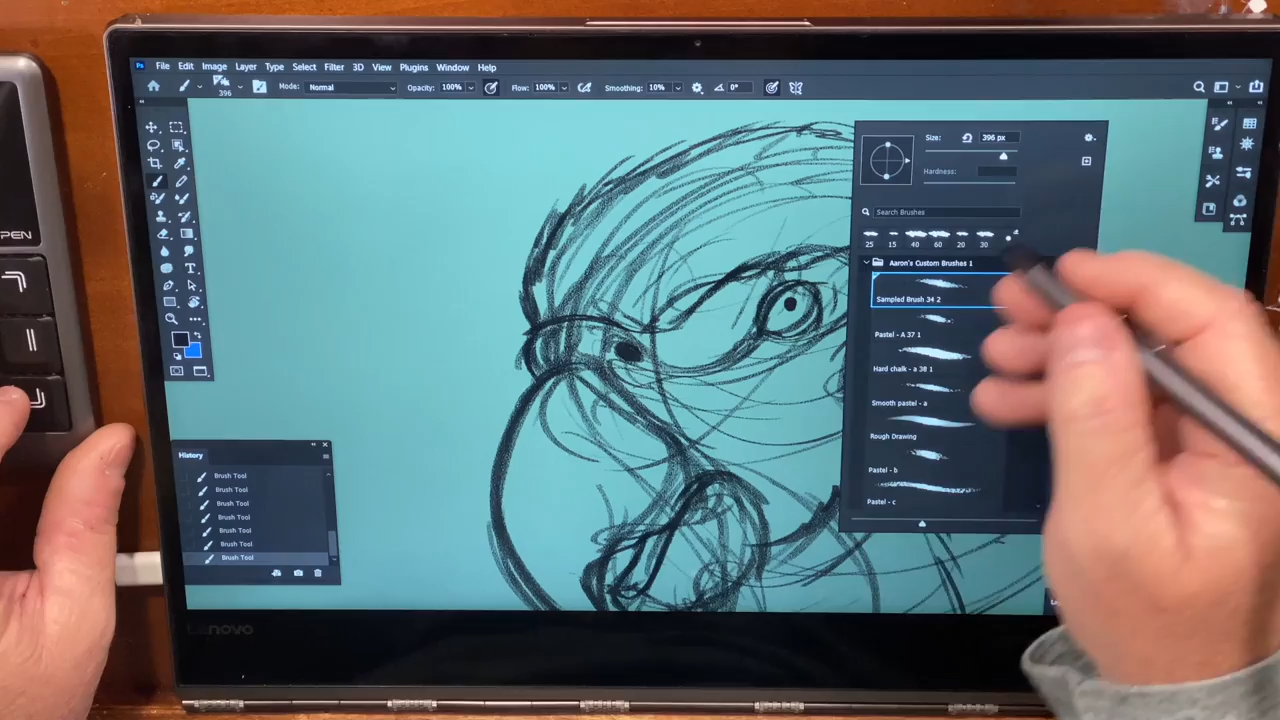 Ps File Edit Image Layer Type Select Filter 3D View Plugins Window Help
396 Mode: Normal Opacity: 100% Flow: 100% Smoothing: 10% 0°
Size: 396 px
Hardness:
Search Brushes
25 15 40 60 20 30
Aaron's Custom Brushes 1
Sampled Brush 34 2
Pastel - A 37 1
Hard chalk - a 38 1
Smooth pastel - a
Rough Drawing
Pastel - b
Pastel - c
PEN
T
History
Brush Tool
Brush Tool
Brush Tool
Brush Tool
Brush Tool
Brush Tool
Brush Tool
Lenovo